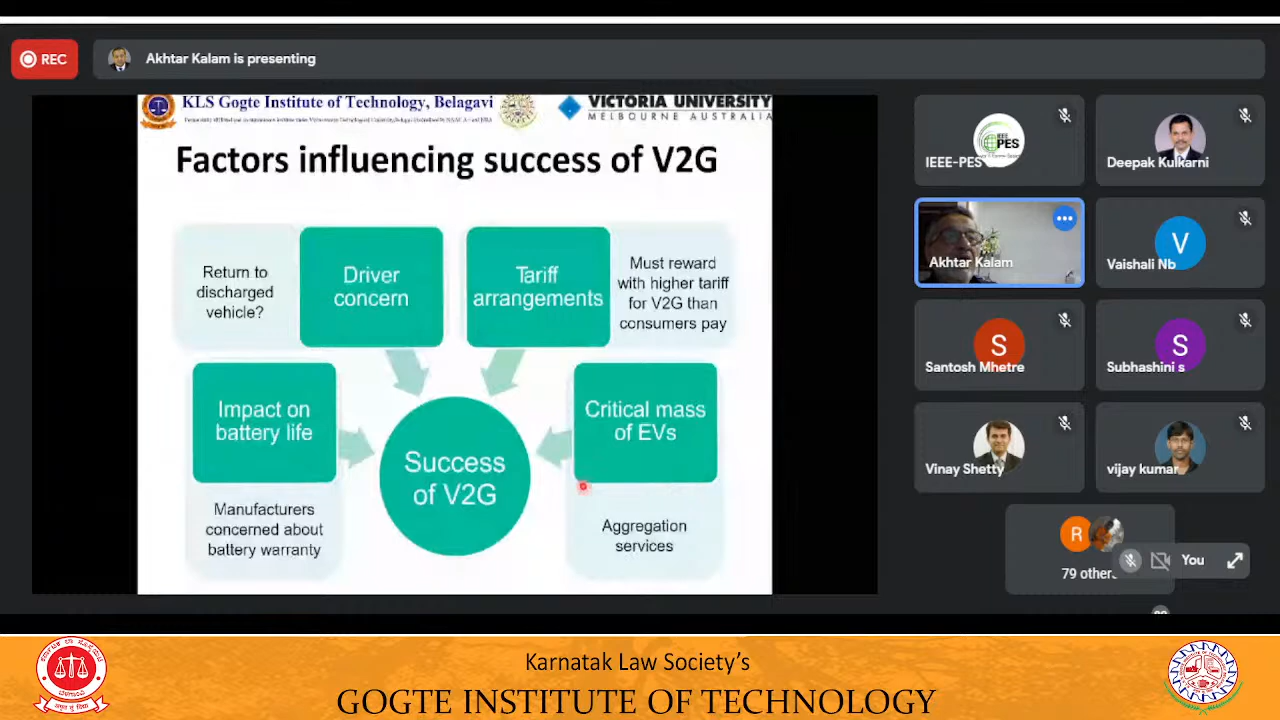 REC
Akhtar Kalam is presenting
KLS Gogte Institute of Technology, Belagavi
VICTORIA UNIVERSITY
MELBOURNE AUSTRALIA
Factors influencing success of V2G
Return to
discharged
vehicle?
Driver
concern
Tariff
arrangements
Must reward
with higher tariff
for V2G than
consumers pay
Impact on
battery life
Manufacturers
concerned about
battery warranty
Success
of V2G
Critical mass
of EVs
Aggregation
services
IEEE
PES
IEEE-PES
Deepak Kulkarni
Akhtar Kalam
V
Vaishali Nb
S
Santosh Mhetre
S
Subhashini s
Vinay Shetty
vijay kumar
R
79 others
You
Karnatak Law Society's
GOGTE INSTITUTE OF TECHNOLOGY